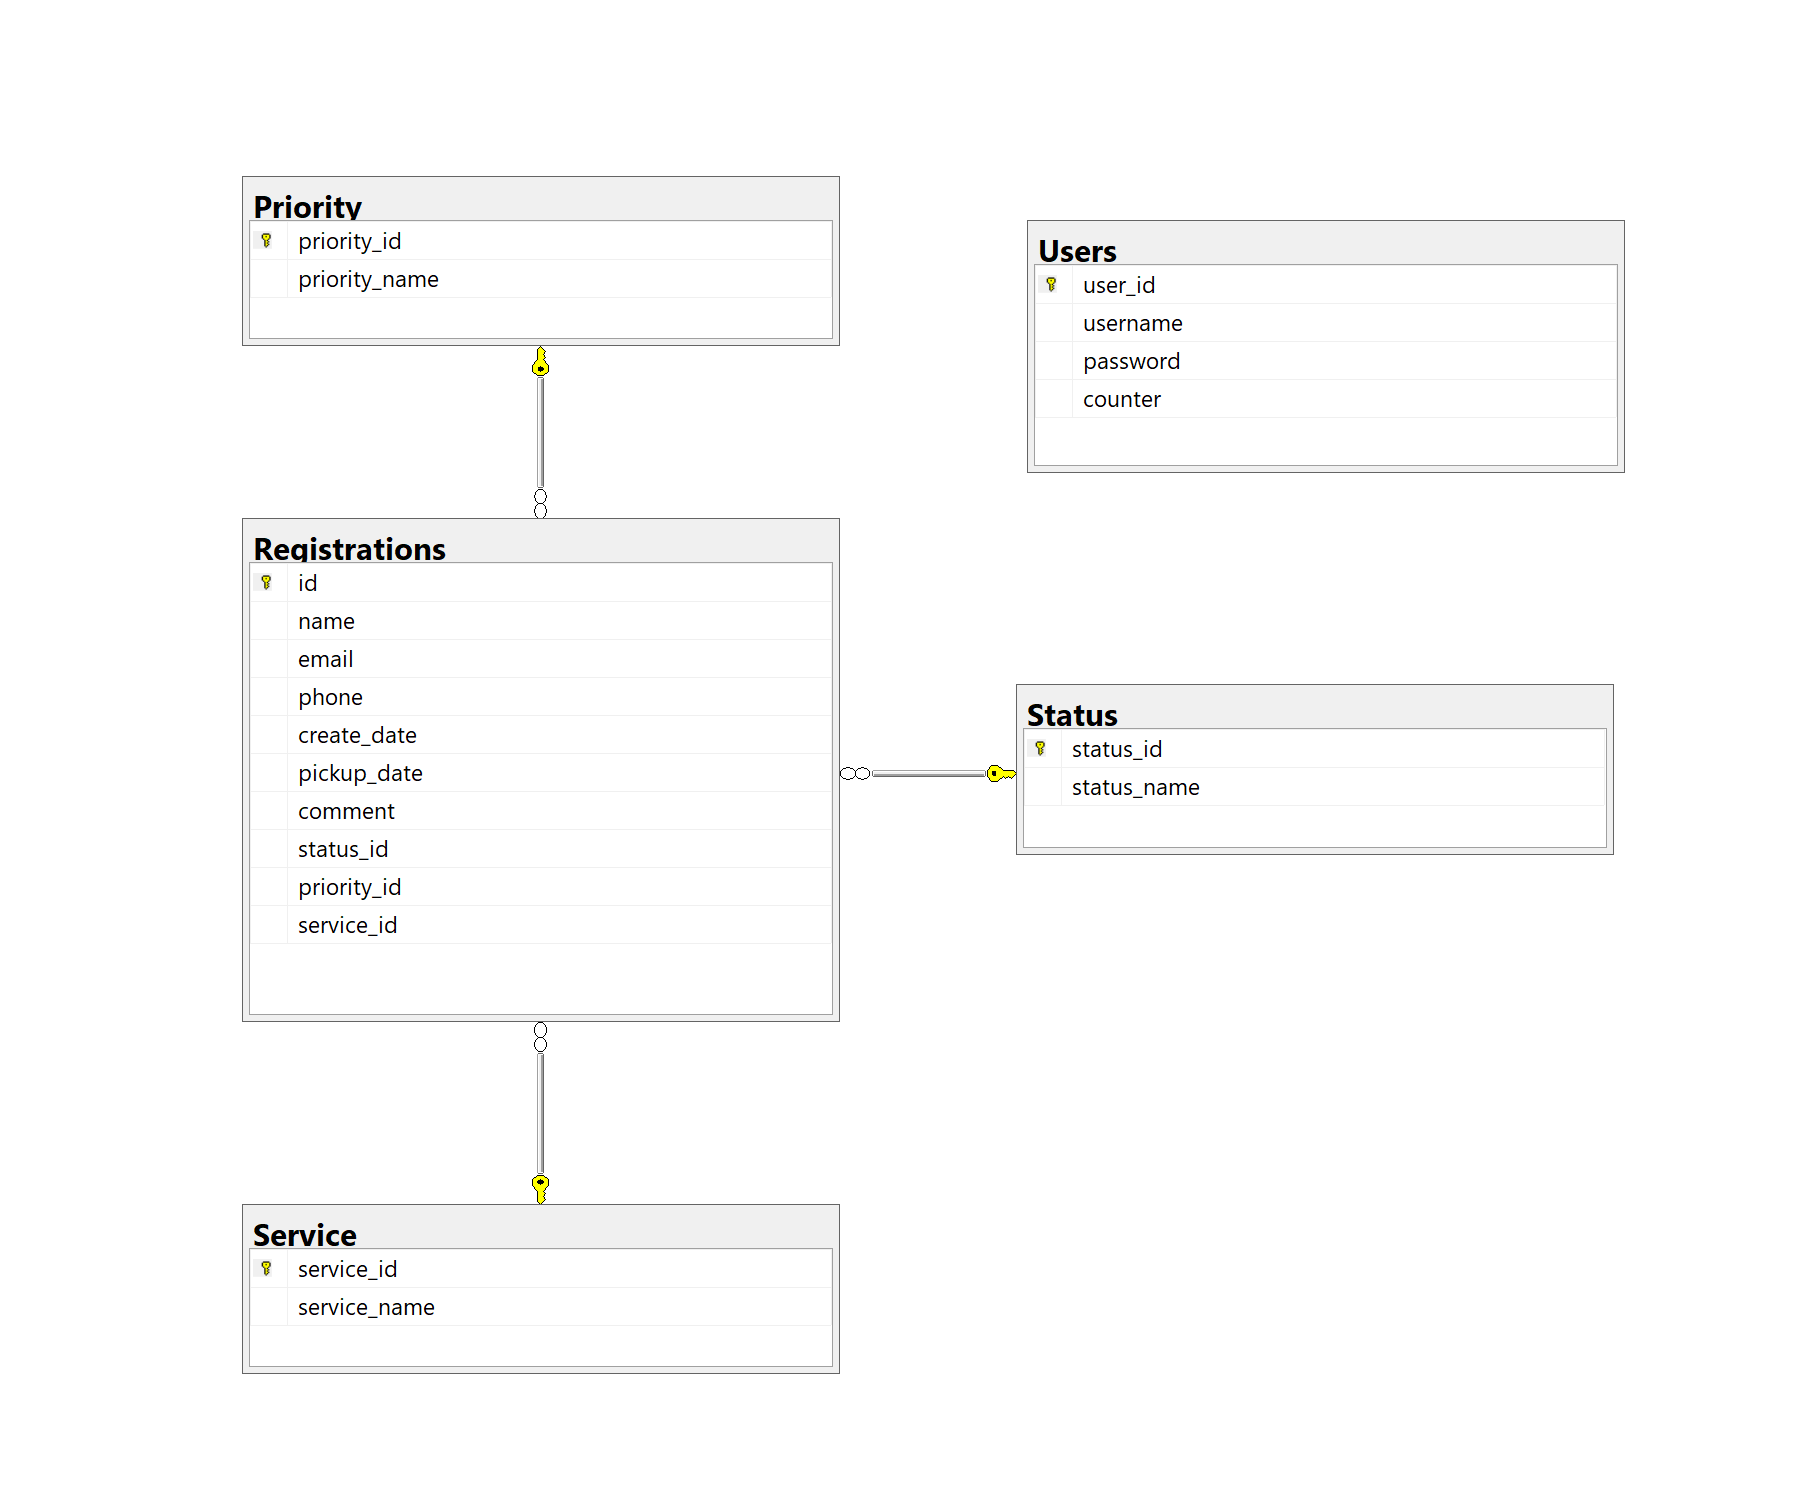 Priority
priority_id
priority_name
Users
user_id
username
password
counter
Registrations
id
name
email
phone
create_date
pickup_date
comment
status_id
priority_id
service_id
Status
status_id
status_name
Service
service_id
service_name